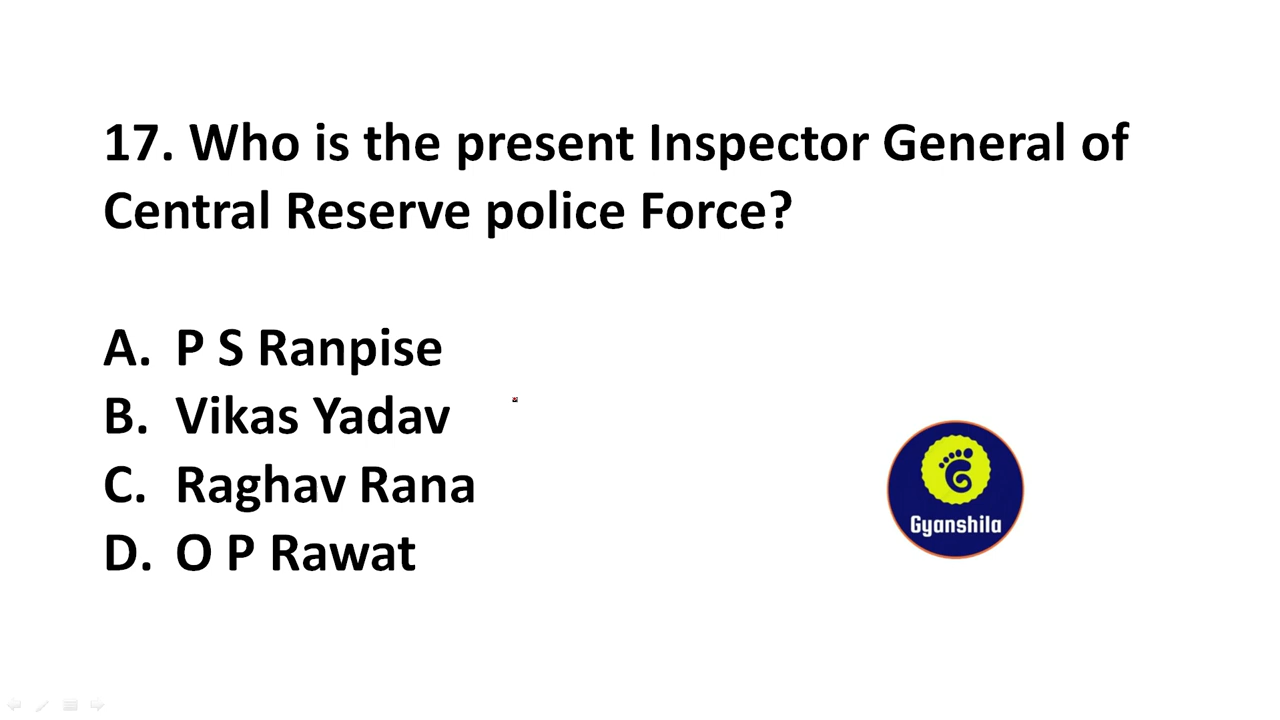 17. Who is the present Inspector General of
Central Reserve police Force?
A. P S Ranpise
B. Vikas Yadav
C. Raghav Rana
D. O P Rawat
Gyanshila